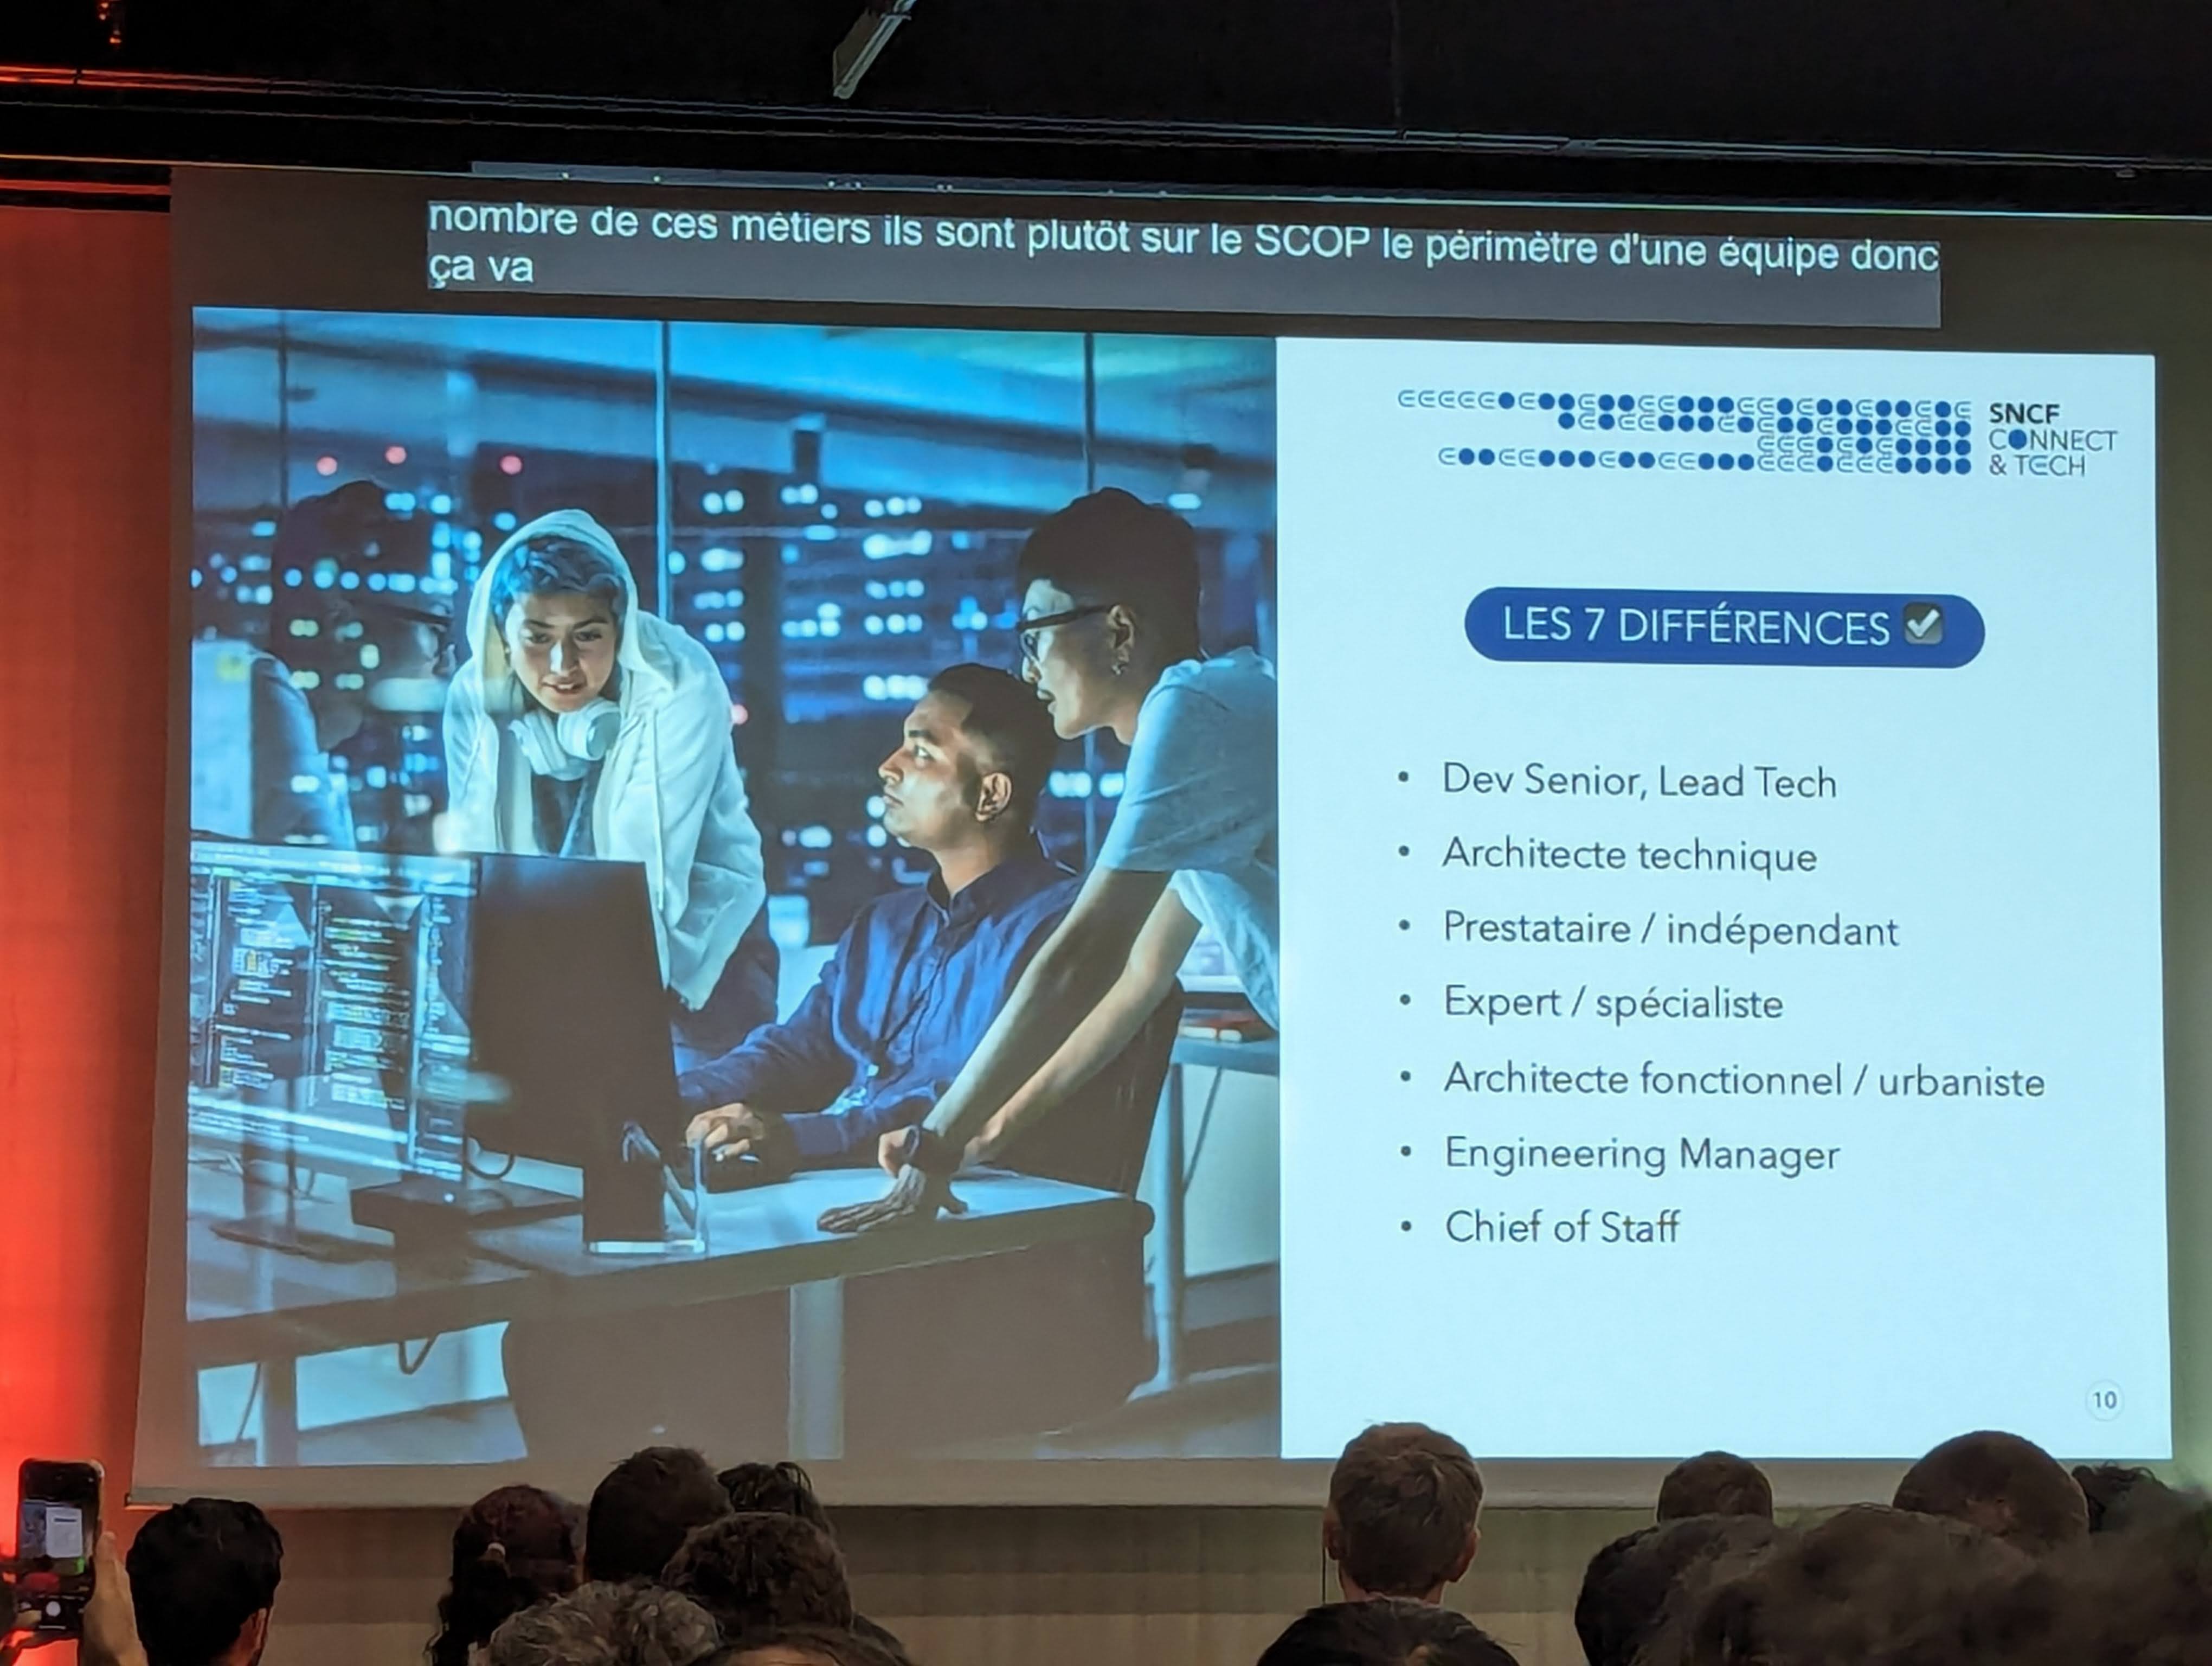 nombre de ces métiers ils sont plutôt sur le SCOP le périmètre d'une équipe donc
ça va
SNCF
CONNECT
& TECH
LES 7 DIFFÉRENCES
• Dev Senior, Lead Tech
• Architecte technique
• Prestataire / indépendant
• Expert / spécialiste
• Architecte fonctionnel / urbaniste
• Engineering Manager
• Chief of Staff
10